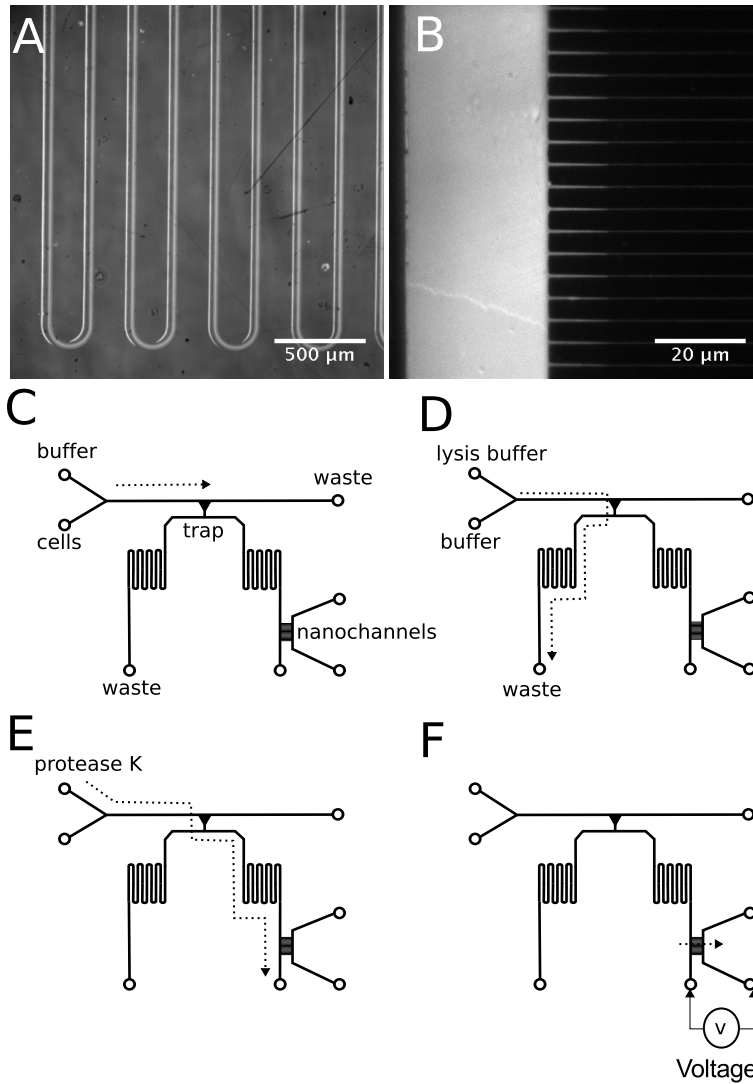 A
B
500 µm
20 µm
C
D
buffer
waste
cells
trap
nanochannels
waste
lysis buffer
buffer
waste
E
F
protease K
v
Voltage